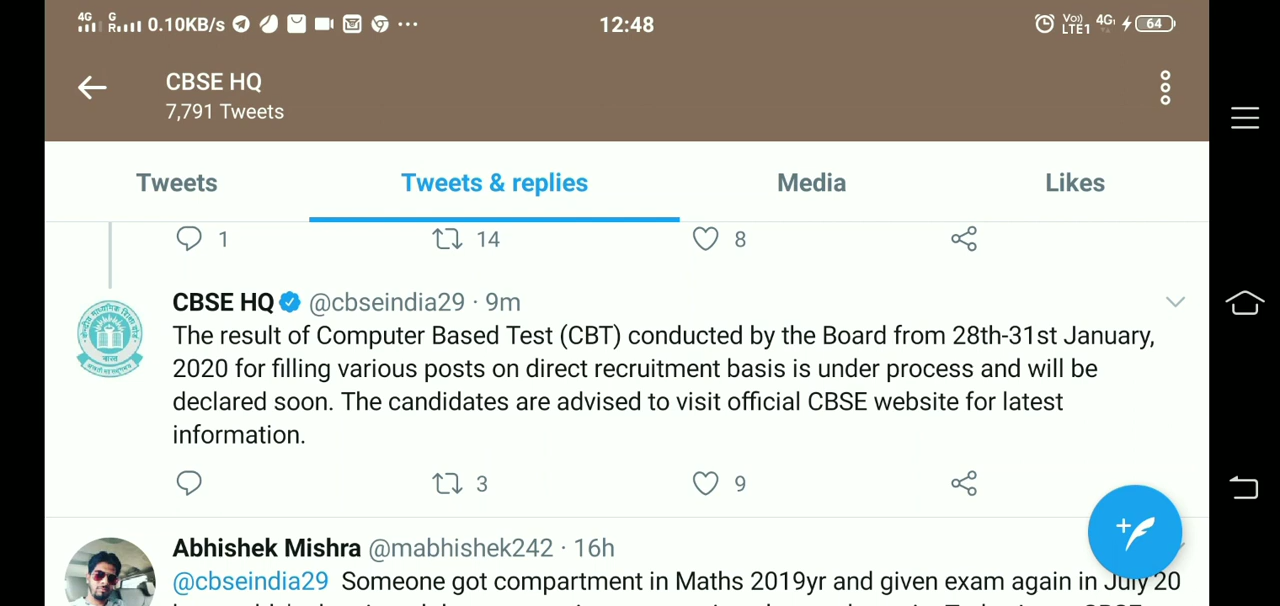 4G G R 0.10KB/s ... 12:48 Vo)) LTE1 4G 64
CBSE HQ
7,791 Tweets
Tweets Tweets & replies Media Likes
1 14 8
CBSE HQ @cbseindia29 · 9m
The result of Computer Based Test (CBT) conducted by the Board from 28th-31st January,
2020 for filling various posts on direct recruitment basis is under process and will be
declared soon. The candidates are advised to visit official CBSE website for latest
information.
3 9
Abhishek Mishra @mabhishek242 · 16h
@cbseindia29 Someone got compartment in Maths 2019yr and given exam again in July'20